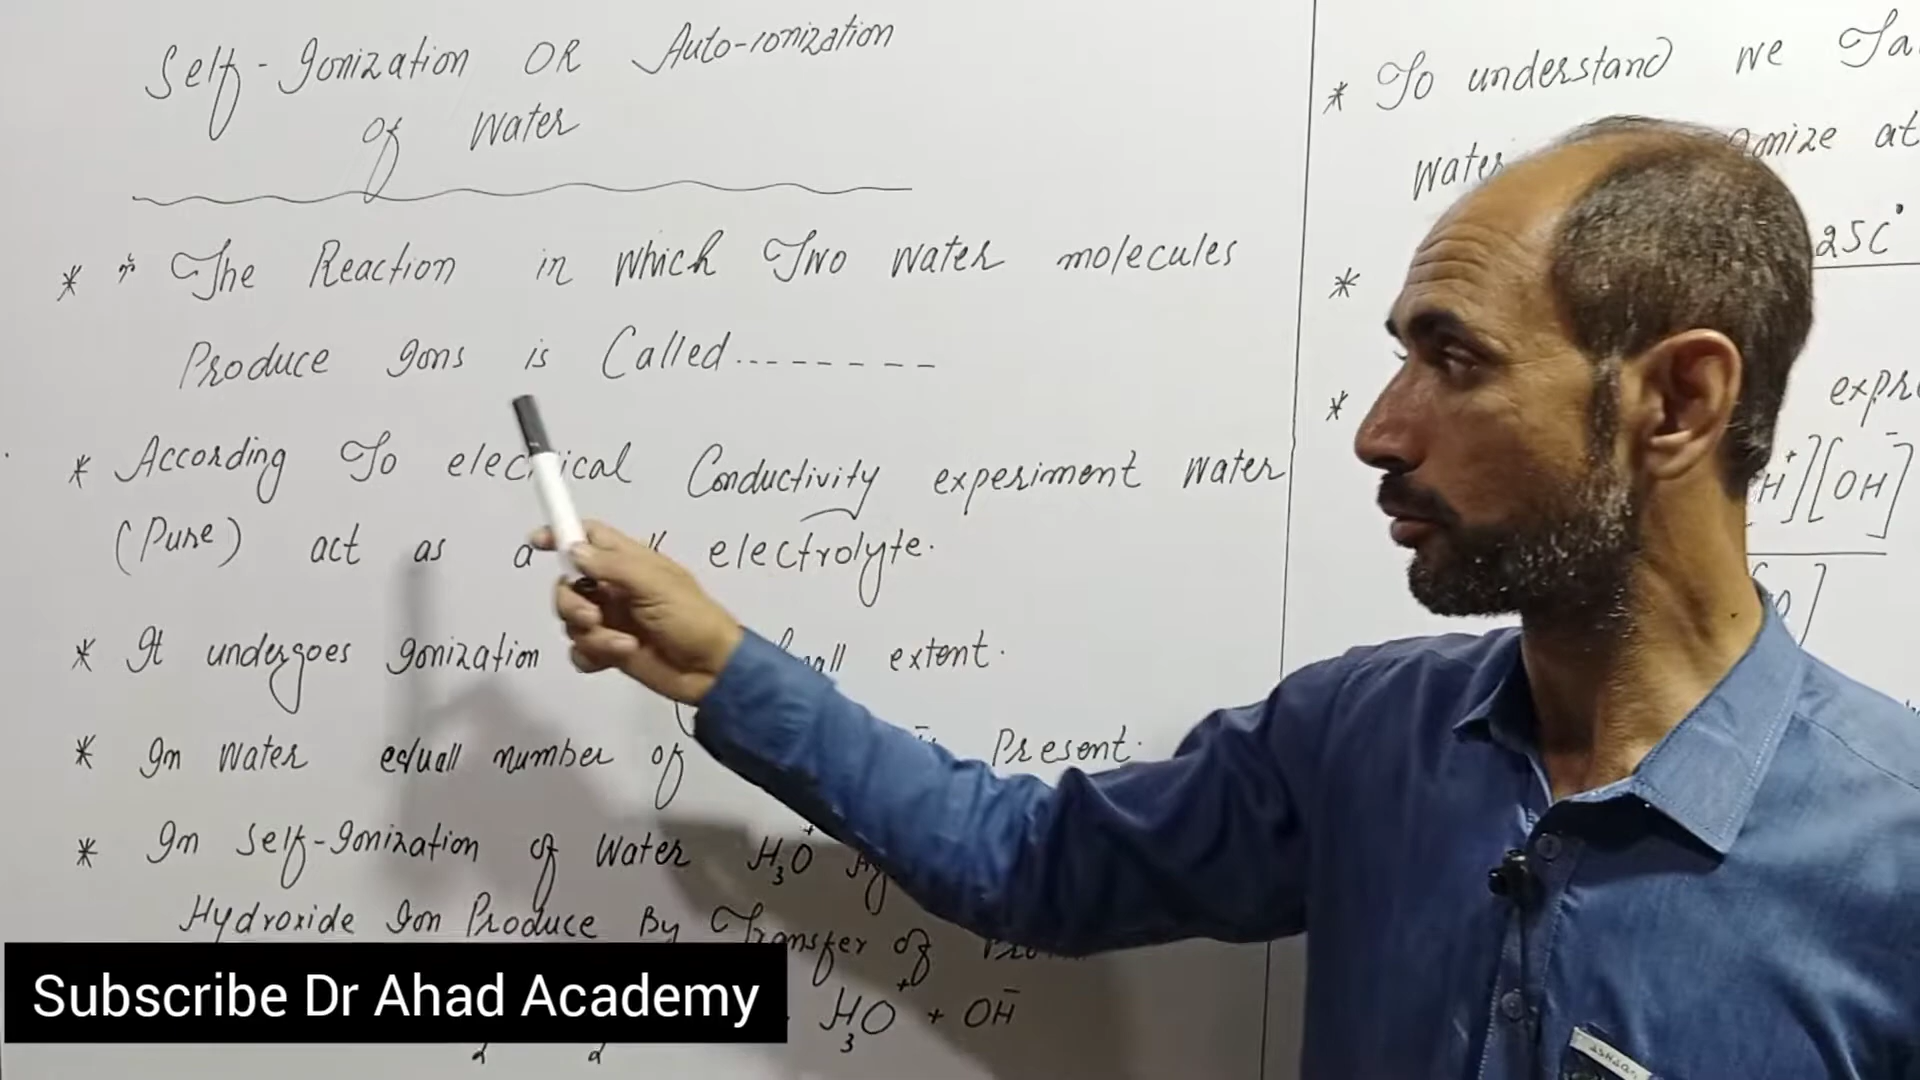 Self-Ionization OR Auto-ionization
of Water
* * The Reaction in which Two water molecules
Produce Ions is Called--------
* According To electrical Conductivity experiment water
(Pure) act as a electrolyte.
* It undergoes Ionization small extent.
* In Water equall number of Present.
* In Self-Ionization of Water H₃O⁺
Hydroxide Ion Produce By Transfer of
H₃O⁺ + OH⁻
* To understand we
Water at
25C°
*
*
[OH⁻]
Subscribe Dr Ahad Academy